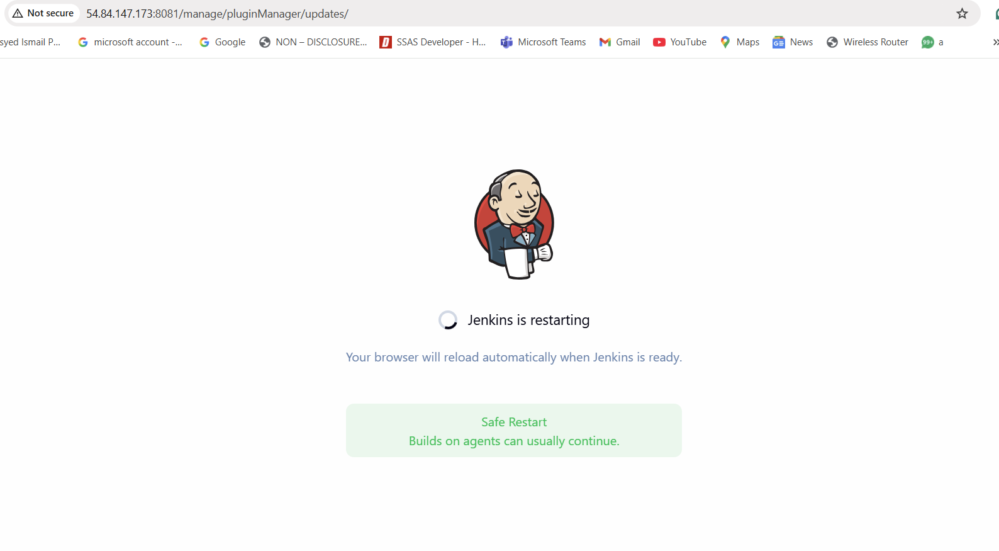 Not secure 54.84.147.173:8081/manage/pluginManager/updates/
syed Ismail P... microsoft account -... Google NON – DISCLOSURE... SSAS Developer - H... Microsoft Teams Gmail YouTube Maps News Wireless Router 99+ a
Jenkins is restarting
Your browser will reload automatically when Jenkins is ready.
Safe Restart
Builds on agents can usually continue.